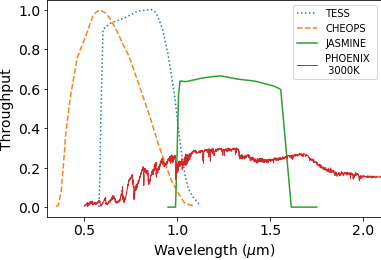 1.0
0.8
0.6
0.4
0.2
0.0
Throughput
TESS
CHEOPS
JASMINE
PHOENIX
3000K
0.5
1.0
1.5
2.0
Wavelength (μm)